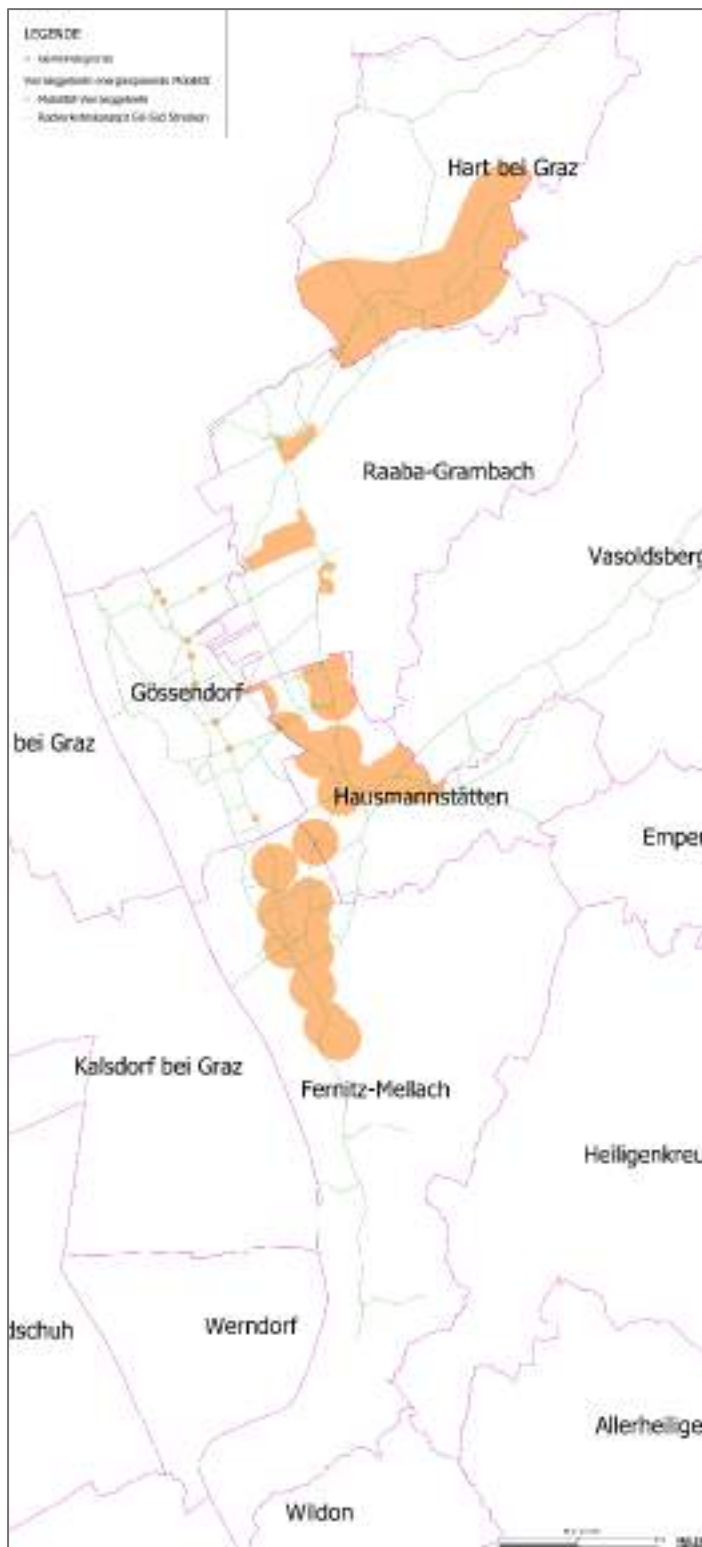 LEGENDE
Hart bei Graz
Raaba-Grambach
Vasoldsberg
Gössendorf
bei Graz
Hausmannstätten
Emper
Kalsdorf bei Graz
Fernitz-Mellach
Heiligenkreu
Werndorf
dschuh
Allerheilige
Wildon